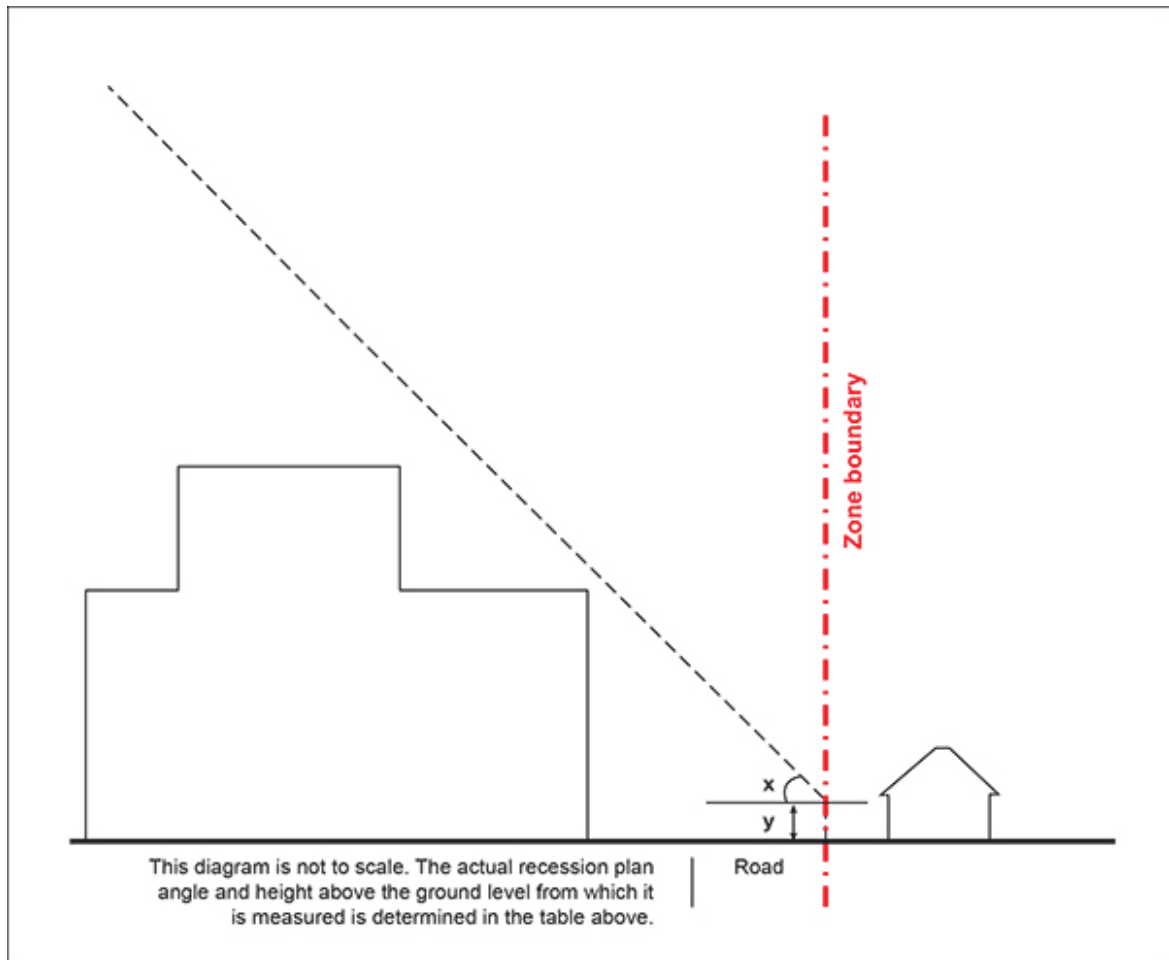 Zone boundary
x
y
This diagram is not to scale. The actual recession plan
angle and height above the ground level from which it
is measured is determined in the table above.
Road